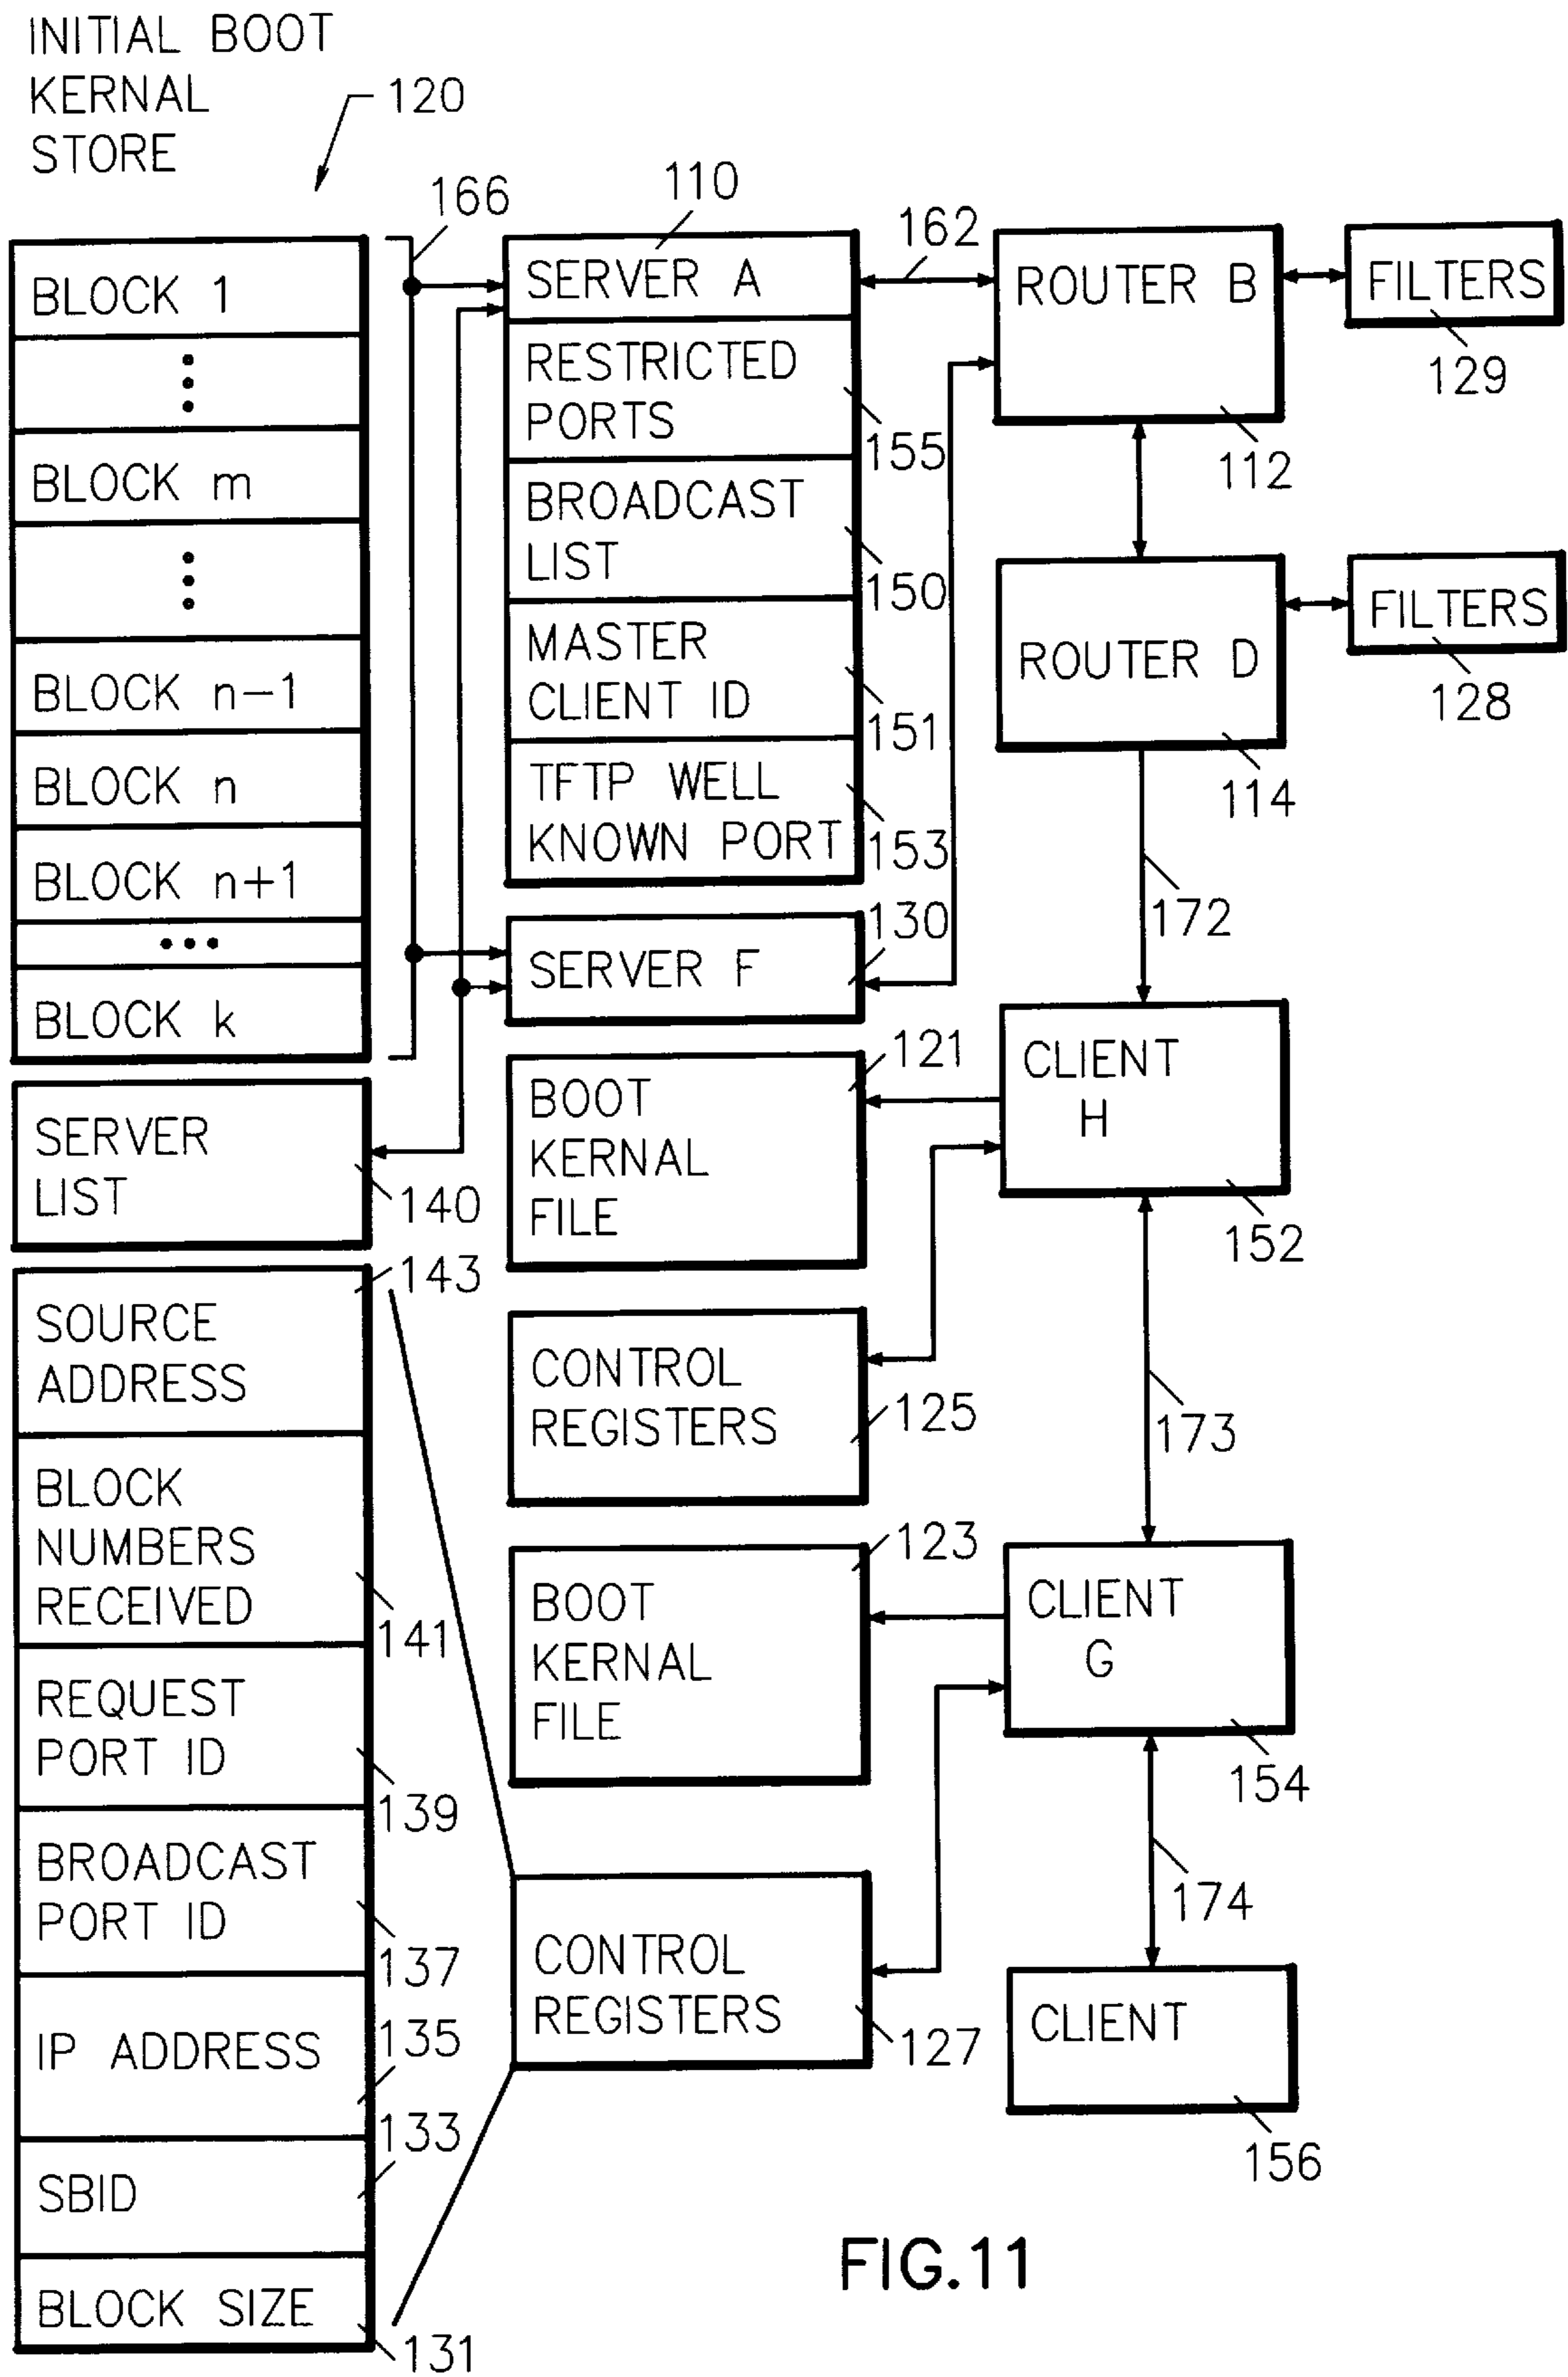 INITIAL BOOT
KERNAL
STORE
120
166
110
162
BLOCK 1
BLOCK m
BLOCK n-1
BLOCK n
BLOCK n+1
BLOCK k
SERVER A
RESTRICTED
PORTS
155
BROADCAST
LIST
150
MASTER
CLIENT ID
151
TFTP WELL
KNOWN PORT
153
ROUTER B
112
FILTERS
129
ROUTER D
114
FILTERS
128
172
SERVER F
130
SERVER
LIST
140
BOOT
KERNAL
FILE
121
CLIENT
H
152
CONTROL
REGISTERS
125
173
BOOT
KERNAL
FILE
123
CLIENT
G
154
174
CONTROL
REGISTERS
127
CLIENT
156
143
SOURCE
ADDRESS
BLOCK
NUMBERS
RECEIVED
141
REQUEST
PORT ID
139
BROADCAST
PORT ID
137
IP ADDRESS
135
133
SBID
BLOCK SIZE
131
FIG.11